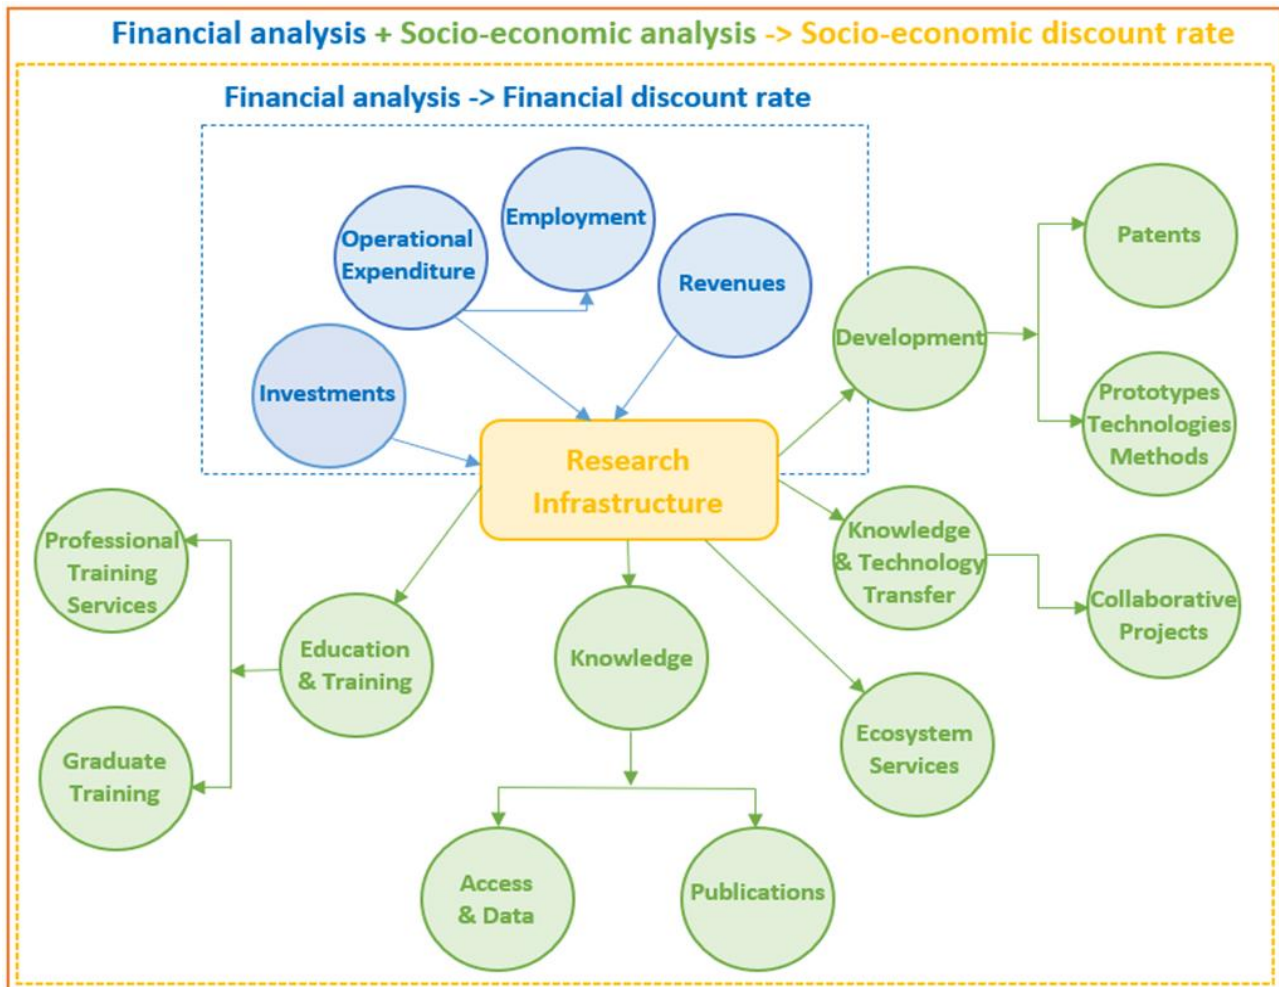 Financial analysis + Socio-economic analysis -> Socio-economic discount rate
Financial analysis -> Financial discount rate
Employment
Operational
Expenditure
Revenues
Investments
Patents
Development
Prototypes
Technologies
Methods
Research
Infrastructure
Knowledge
& Technology
Transfer
Collaborative
Projects
Professional
Training
Services
Education
& Training
Knowledge
Graduate
Training
Ecosystem
Services
Access
& Data
Publications